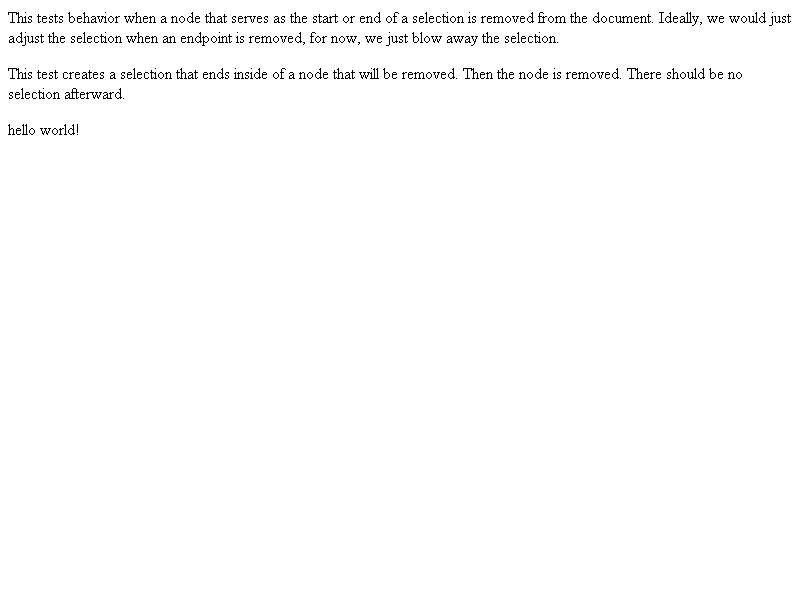 This tests behavior when a node that serves as the start or end of a selection is removed from the document. Ideally, we would just
adjust the selection when an endpoint is removed, for now, we just blow away the selection.
This test creates a selection that ends inside of a node that will be removed. Then the node is removed. There should be no
selection afterward.
hello world!